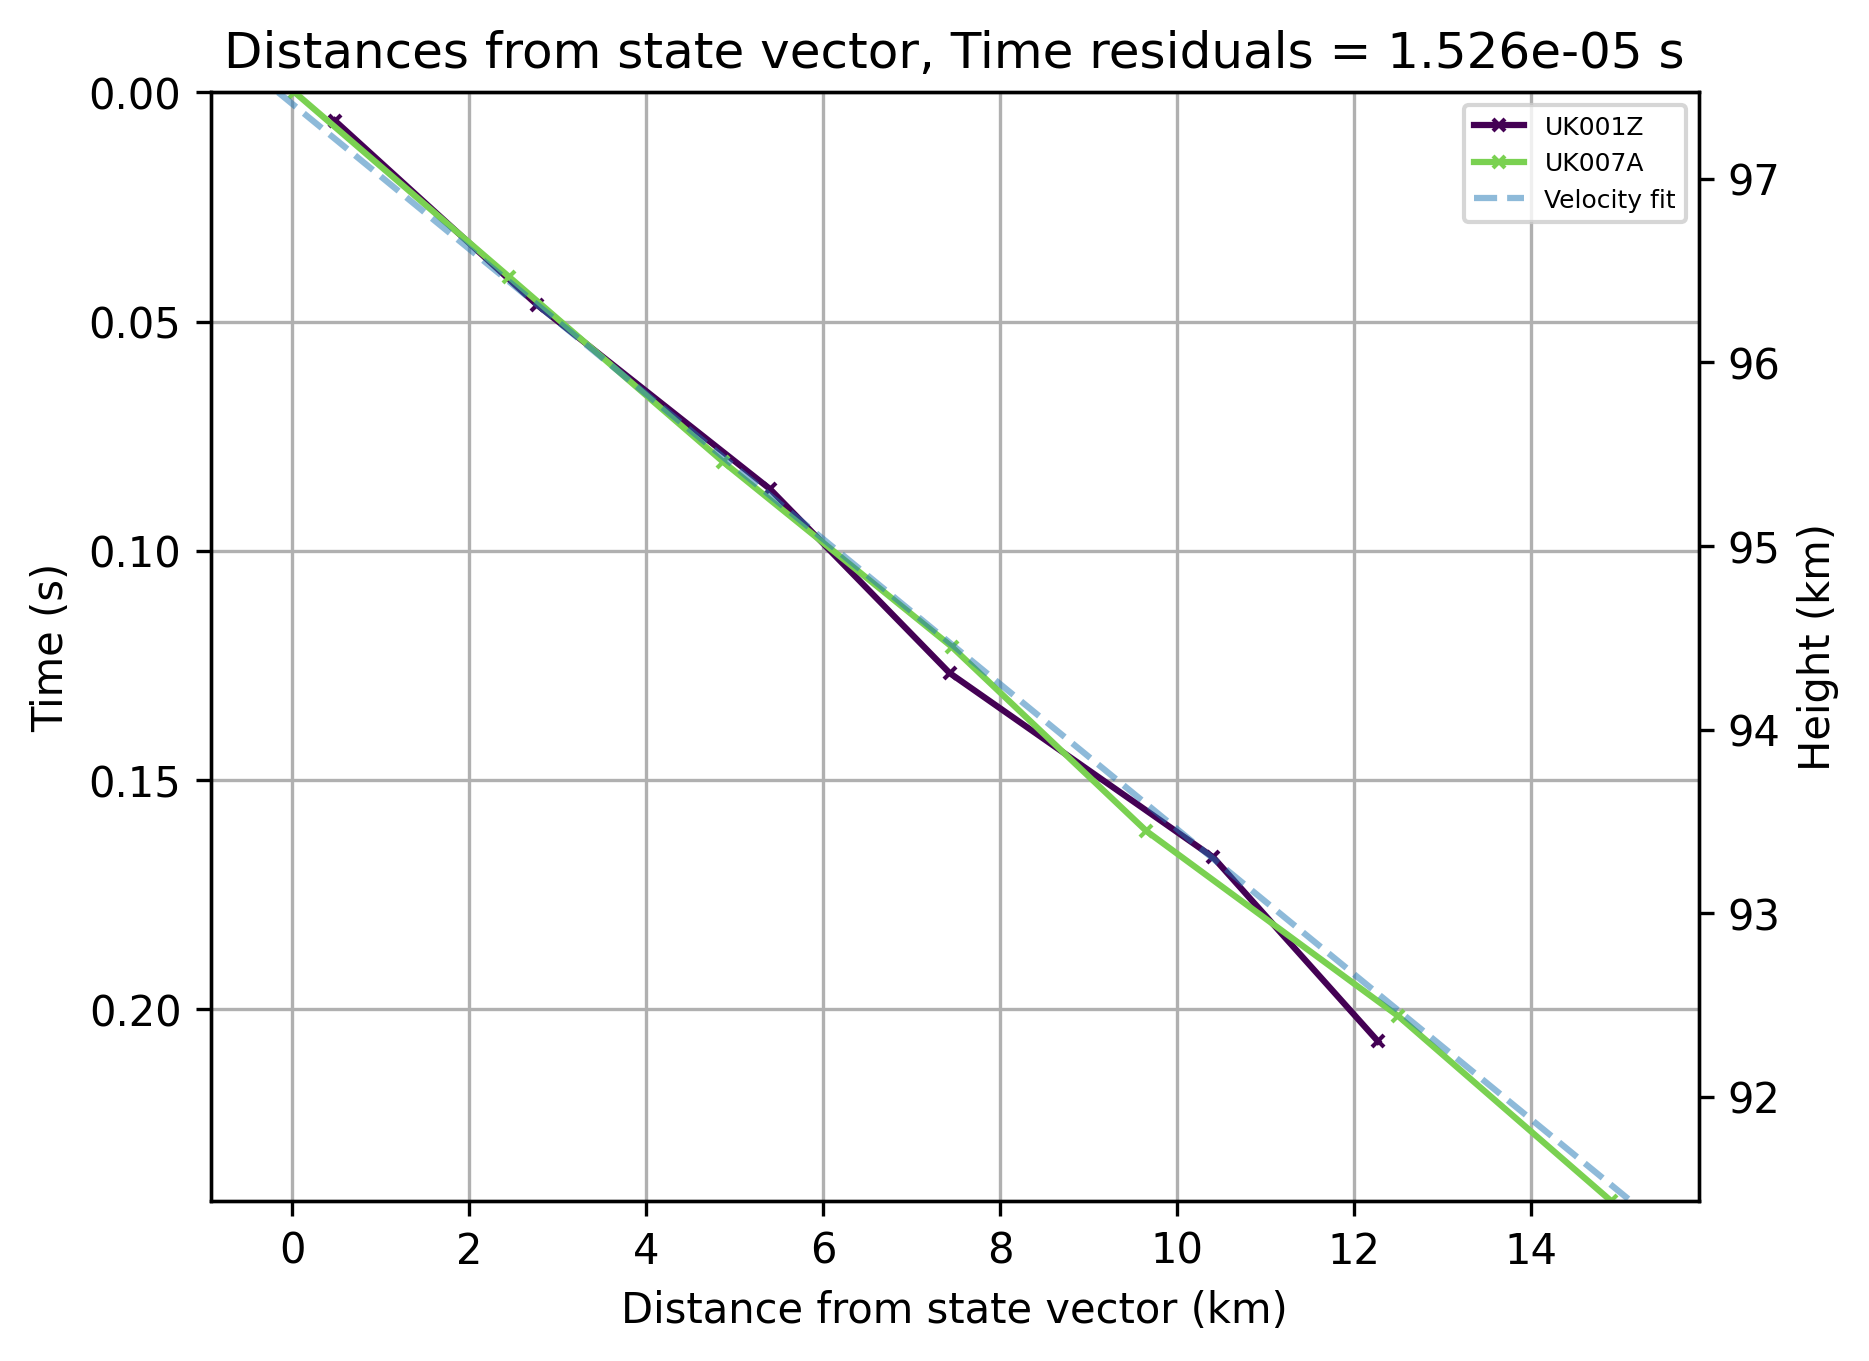 Distances from state vector, Time residuals = 1.526e-05 s
UK001Z
UK007A
Velocity fit
0.00
0.05
0.10
0.15
0.20
Time (s)
97
96
95
94
93
92
Height (km)
0 2 4 6 8 10 12 14
Distance from state vector (km)